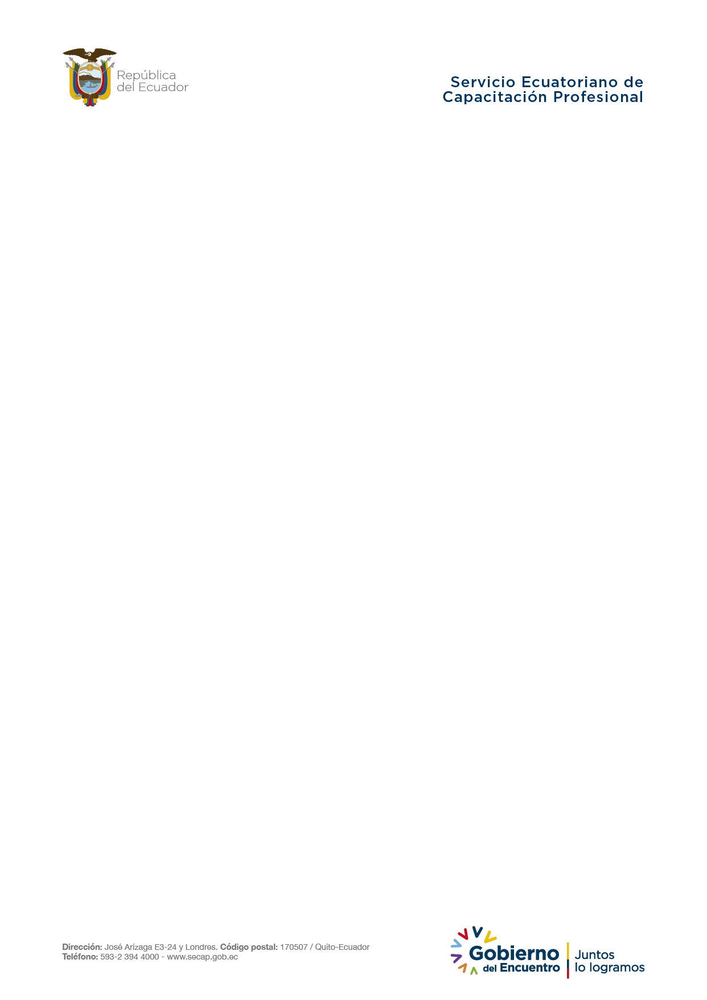 República
del Ecuador
Servicio Ecuatoriano de
Capacitación Profesional
Dirección: José Arízaga E3-24 y Londres. Código postal: 170507 / Quito-Ecuador
Teléfono: 593-2 394 4000 - www.secap.gob.ec
Gobierno
del Encuentro
Juntos
lo logramos